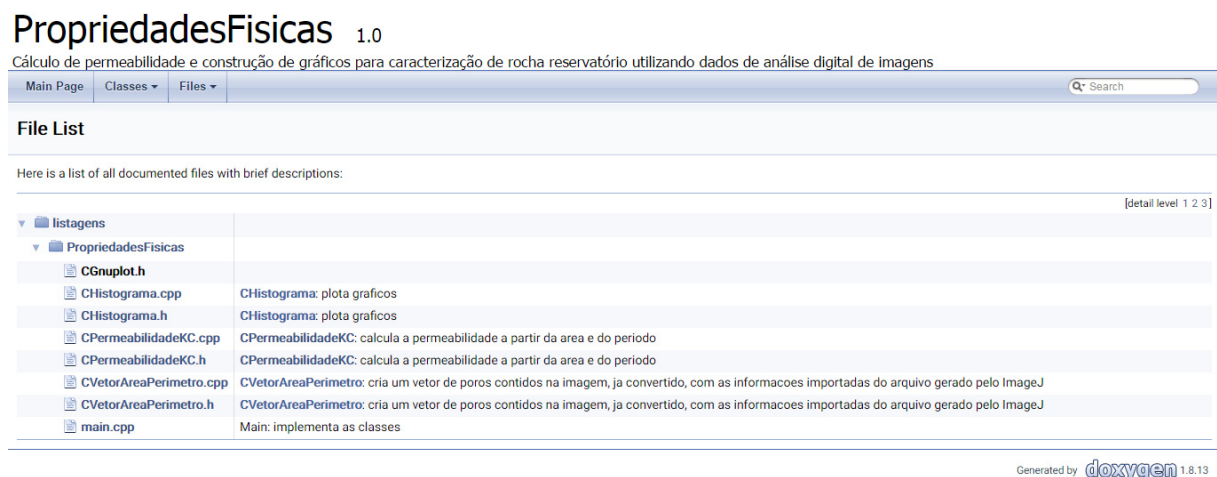 PropriedadesFisicas 1.0
Cálculo de permeabilidade e construção de gráficos para caracterização de rocha reservatório utilizando dados de análise digital de imagens
Main Page Classes Files Search
File List
Here is a list of all documented files with brief descriptions:
[detail level 1 2 3]
listagens
PropriedadesFisicas
CGnuplot.h
CHistograma.cpp CHistograma: plota graficos
CHistograma.h CHistograma: plota graficos
CPermeabilidadeKC.cpp CPermeabilidadeKC: calcula a permeabilidade a partir da area e do periodo
CPermeabilidadeKC.h CPermeabilidadeKC: calcula a permeabilidade a partir da area e do periodo
CVetorAreaPerimetro.cpp CVetorAreaPerimetro: cria um vetor de poros contidos na imagem, ja convertido, com as informacoes importadas do arquivo gerado pelo ImageJ
CVetorAreaPerimetro.h CVetorAreaPerimetro: cria um vetor de poros contidos na imagem, ja convertido, com as informacoes importadas do arquivo gerado pelo ImageJ
main.cpp Main: implementa as classes
Generated by doxygen 1.8.13